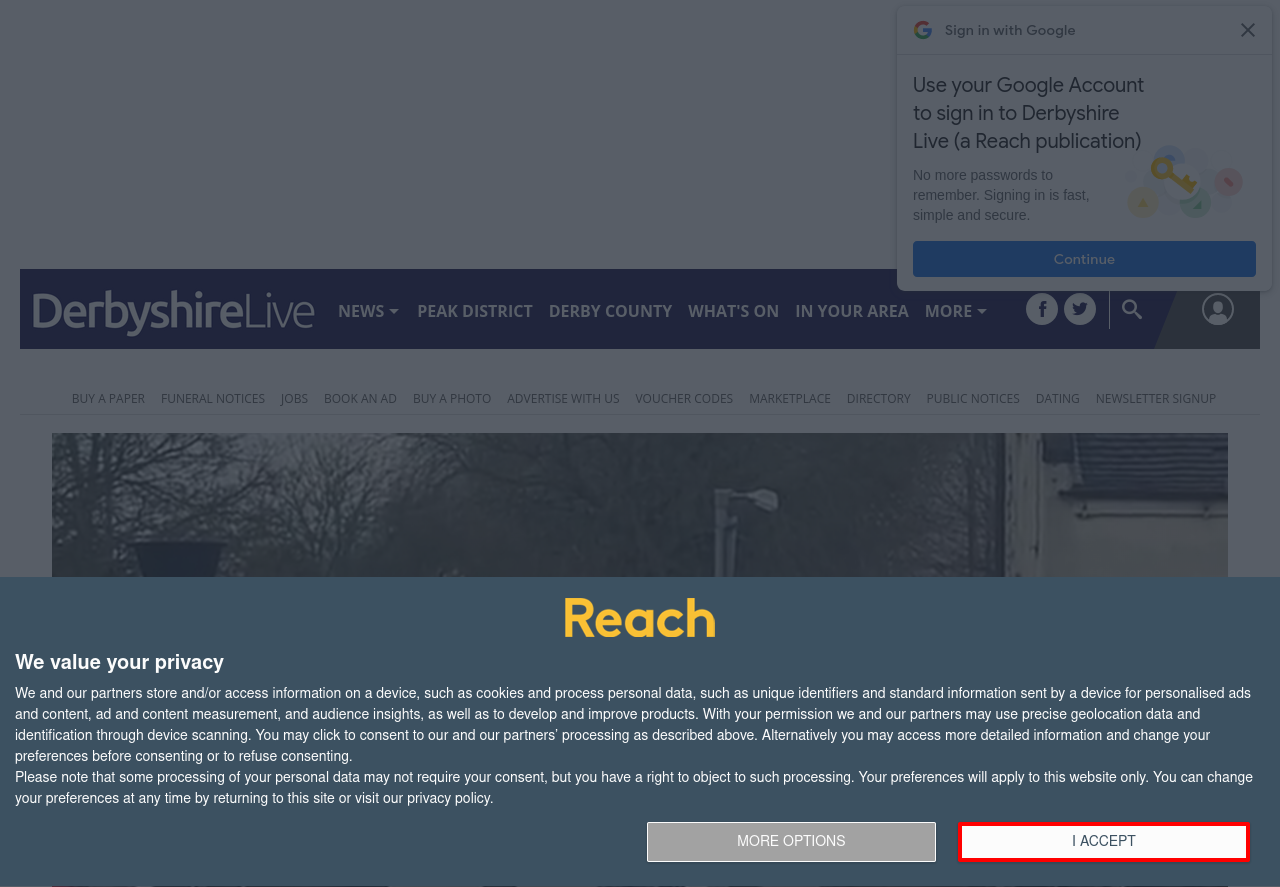 Sign in with Google
Use your Google Account
to sign in to Derbyshire
Live (a Reach publication)
No more passwords to
remember. Signing in is fast,
simple and secure.
Continue
DerbyshireLive NEWS PEAK DISTRICT DERBY COUNTY WHAT'S ON IN YOUR AREA MORE
BUY A PAPER FUNERAL NOTICES JOBS BOOK AN AD BUY A PHOTO ADVERTISE WITH US VOUCHER CODES MARKETPLACE DIRECTORY PUBLIC NOTICES DATING NEWSLETTER SIGNUP
Reach
We value your privacy
We and our partners store and/or access information on a device, such as cookies and process personal data, such as unique identifiers and standard information sent by a device for personalised ads
and content, ad and content measurement, and audience insights, as well as to develop and improve products. With your permission we and our partners may use precise geolocation data and
identification through device scanning. You may click to consent to our and our partners’ processing as described above. Alternatively you may access more detailed information and change your
preferences before consenting or to refuse consenting.
Please note that some processing of your personal data may not require your consent, but you have a right to object to such processing. Your preferences will apply to this website only. You can change
your preferences at any time by returning to this site or visit our privacy policy.
MORE OPTIONS I ACCEPT